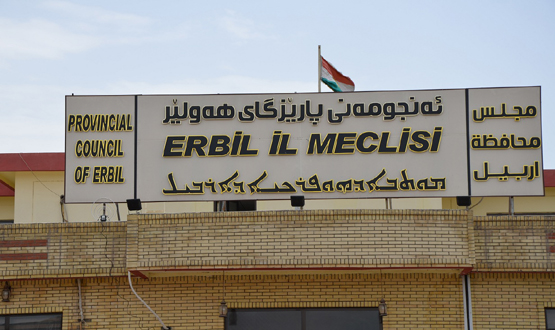 PROVINCIAL
COUNCIL
OF ERBIL
ئەنجومەنی پارێزگای هەولێر
ERBİL İL MECLİSİ
مجلس
محافظة
اربيل